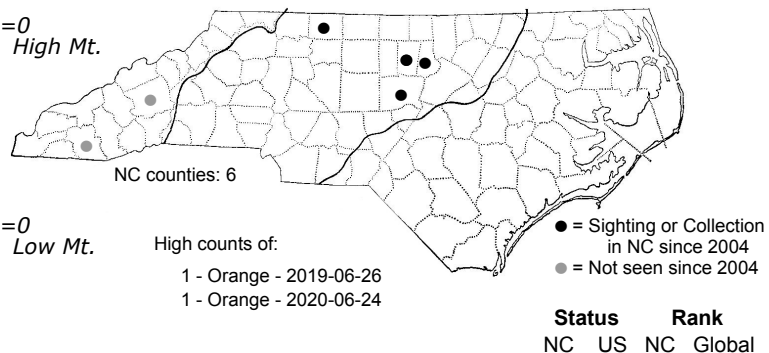 =0
High Mt.
NC counties: 6
=0
Low Mt.
High counts of:
1 - Orange - 2019-06-26
1 - Orange - 2020-06-24
= Sighting or Collection
in NC since 2004
= Not seen since 2004
Status Rank
NC US NC Global